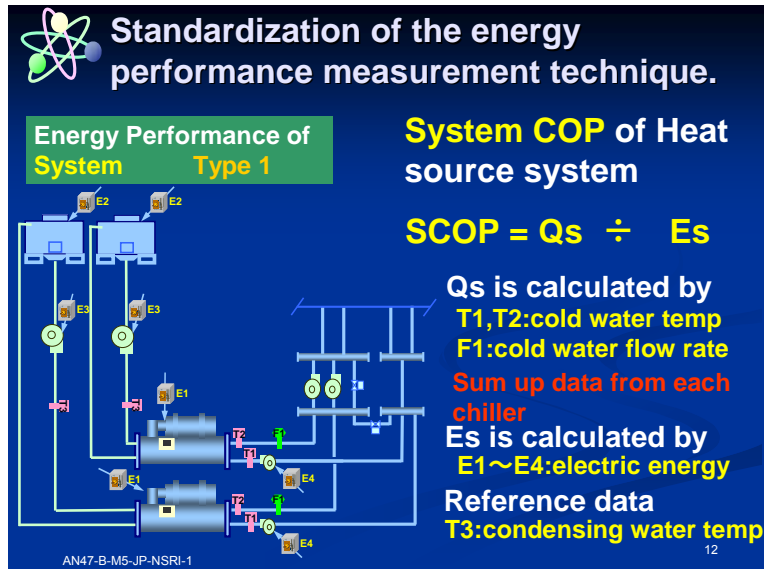 Standardization of the energy
performance measurement technique.
Energy Performance of
System Type 1
System COP of Heat
source system
SCOP = Qs ÷ Es
Qs is calculated by
T1,T2:cold water temp
F1:cold water flow rate
Sum up data from each
chiller
Es is calculated by
E1～E4:electric energy
Reference data
T3:condensing water temp
E2
E2
E3
E3
T3
T3
E1
T2
F1
T1
E4
E1
T2
F1
T1
E4
AN47-B-M5-JP-NSRI-1
12